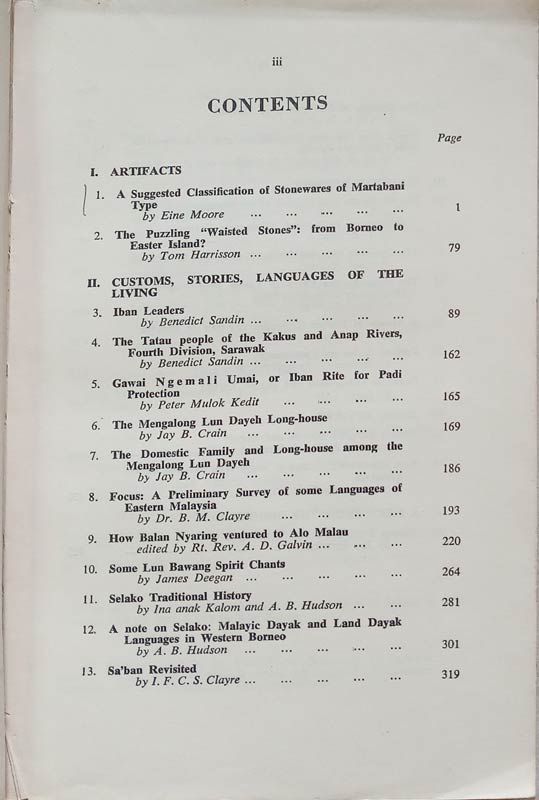 iii
CONTENTS
Page
I. ARTIFACTS
1. A Suggested Classification of Stonewares of Martabani
Type
by Eine Moore ... ... ... ... ... 1
2. The Puzzling "Waisted Stones": from Borneo to
Easter Island?
by Tom Harrisson ... ... ... ... ... 79
II. CUSTOMS, STORIES, LANGUAGES OF THE
LIVING
3. Iban Leaders
by Benedict Sandin ... ... ... ... ... 89
4. The Tatau people of the Kakus and Anap Rivers,
Fourth Division, Sarawak
by Benedict Sandin ... ... ... ... ... 162
5. Gawai Ngemali Umai, or Iban Rite for Padi
Protection
by Peter Mulok Kedit ... ... ... ... 165
6. The Mengalong Lun Dayeh Long-house
by Jay B. Crain ... ... ... ... ... 169
7. The Domestic Family and Long-house among the
Mengalong Lun Dayeh
by Jay B. Crain ... ... ... ... ... 186
8. Focus: A Preliminary Survey of some Languages of
Eastern Malaysia
by Dr. B. M. Clayre ... ... ... ... 193
9. How Balan Nyaring ventured to Alo Malau
edited by Rt. Rev. A. D. Galvin ... ... ... 220
10. Some Lun Bawang Spirit Chants
by James Deegan ... ... ... ... ... 264
11. Selako Traditional History
by Ina anak Kalom and A. B. Hudson ... ... 281
12. A note on Selako: Malayic Dayak and Land Dayak
Languages in Western Borneo
by A. B. Hudson ... ... ... ... ... 301
13. Sa'ban Revisited
by I. F. C. S. Clayre ... ... ... ... ... 319